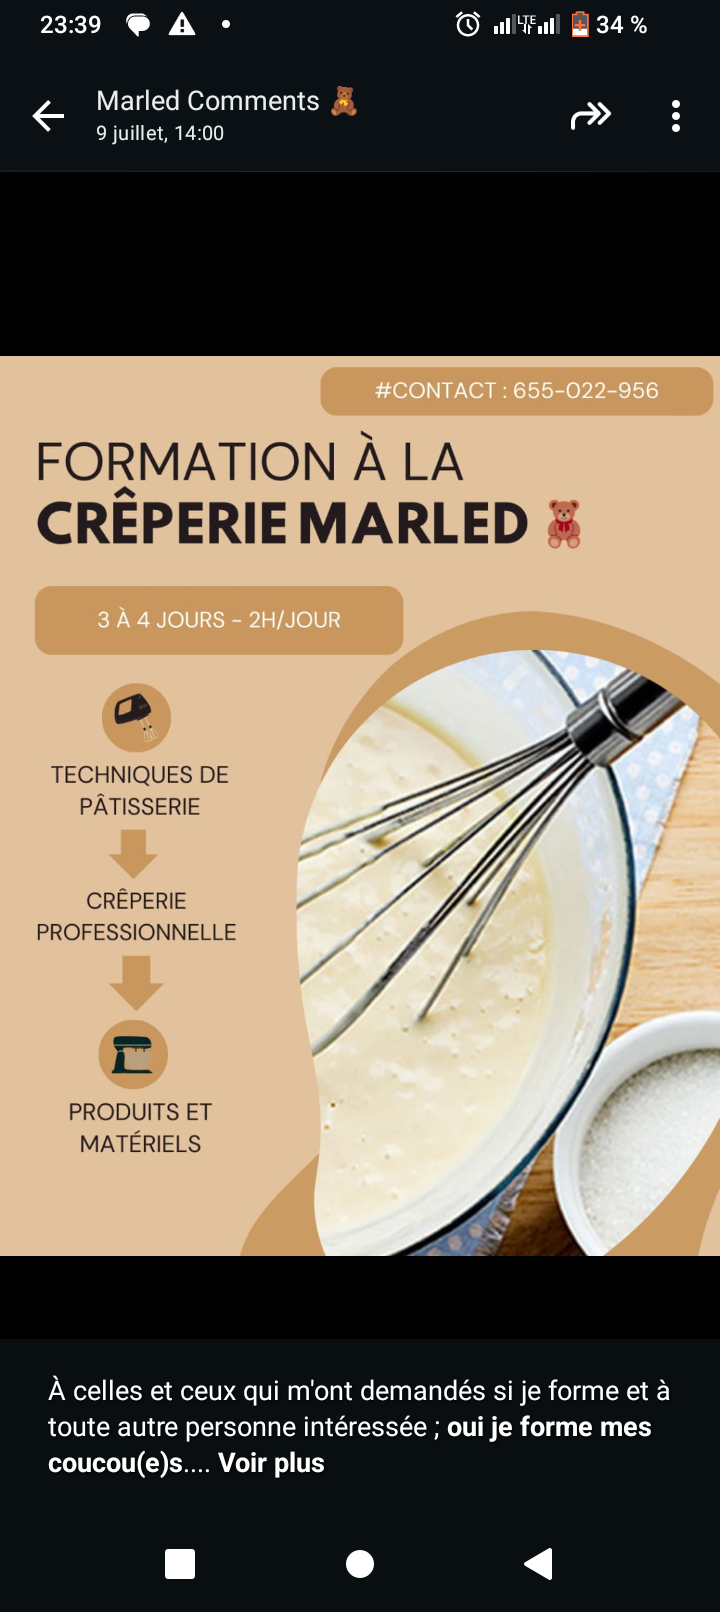 23:39
LTE
34 %
Marled Comments 🧸
9 juillet, 14:00
#CONTACT : 655-022-956
FORMATION À LA
CRÊPERIE MARLED 🧸
3 À 4 JOURS - 2H/JOUR
TECHNIQUES DE
PÂTISSERIE
CRÊPERIE
PROFESSIONNELLE
PRODUITS ET
MATÉRIELS
À celles et ceux qui m'ont demandés si je forme et à
toute autre personne intéressée ; oui je forme mes
coucou(e)s.... Voir plus